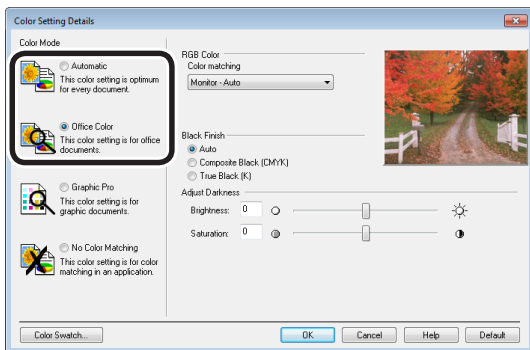 Color Setting Details
Color Mode
Automatic
This color setting is optimum
for every document.
Office Color
This color setting is for office
documents.
Graphic Pro
This color setting is for
graphic documents.
No Color Matching
This color setting is for color
matching in an application.
RGB Color
Color matching
Monitor - Auto
Black Finish
Auto
Composite Black (CMYK)
True Black (K)
Adjust Darkness
Brightness: 0
Saturation: 0
Color Swatch... OK Cancel Help Default